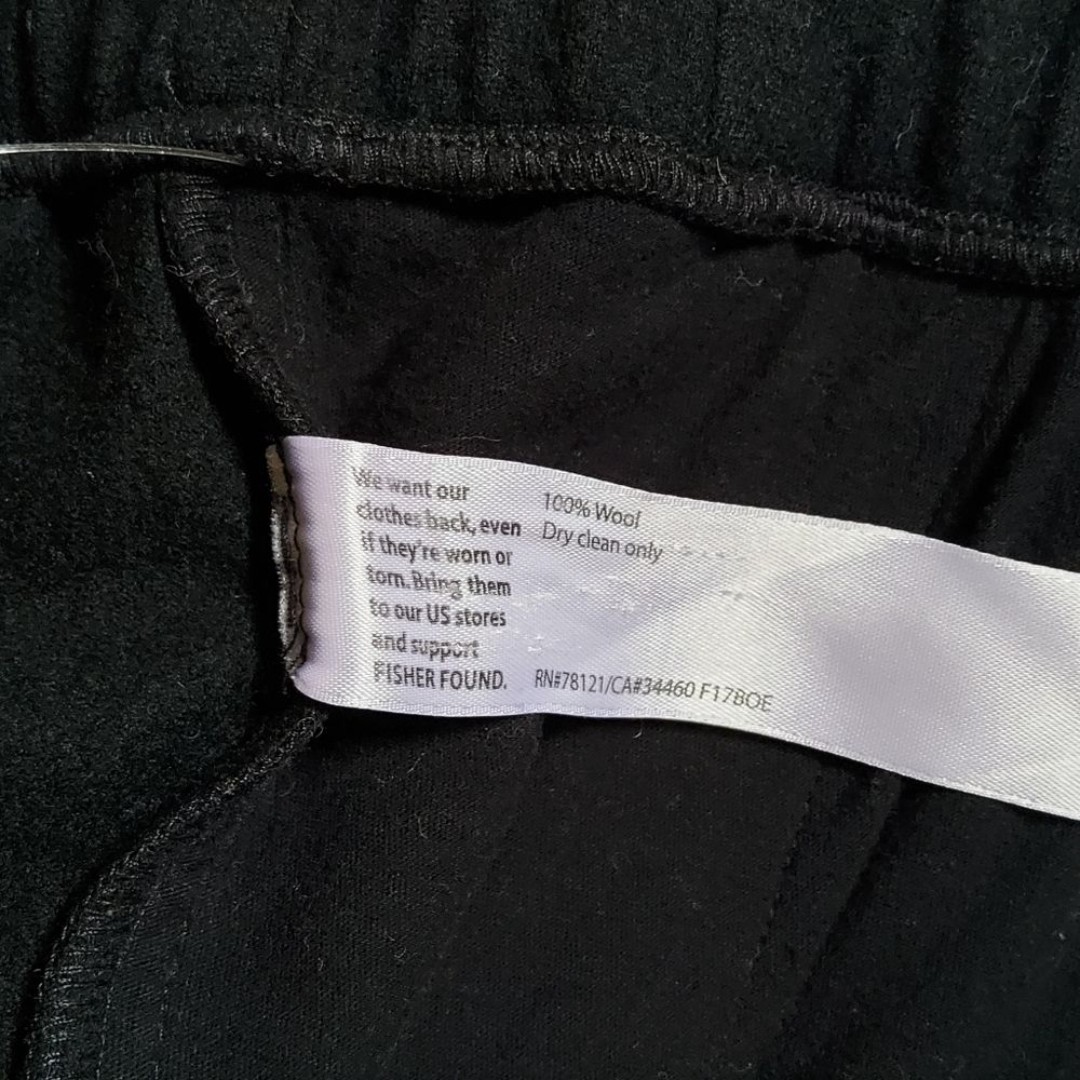 We want our
clothes back, even
if they're worn or
torn. Bring them
to our US stores
and support
FISHER FOUND.
100% Wool
Dry clean only
RN#78121/CA#34460 F17BOE